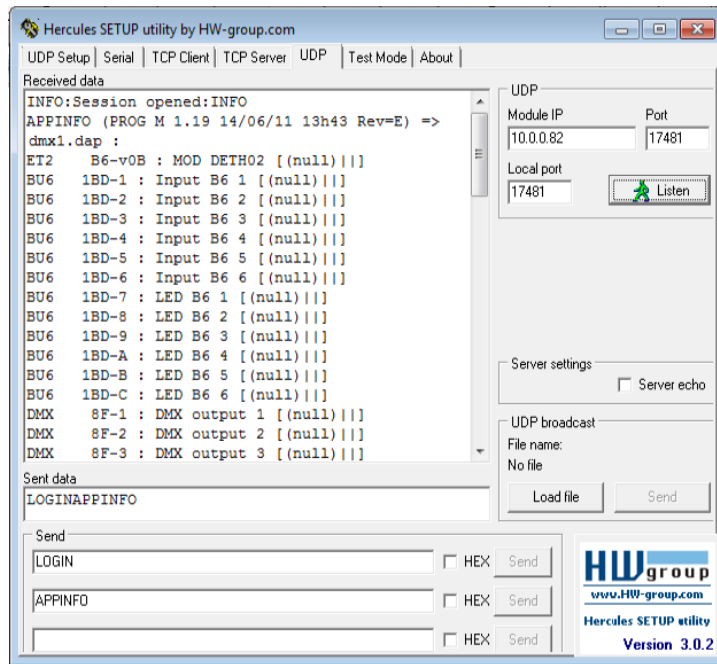 Hercules SETUP utility by HW-group.com
UDP Setup Serial TCP Client TCP Server UDP Test Mode About
Received data
INFO:Session opened:INFO
APPINFO (PROG M 1.19 14/06/11 13h43 Rev=E) =>
dmx1.dap :
ET2 B6-v0B : MOD DETH02 [(null)||]
BU6 1BD-1 : Input B6 1 [(null)||]
BU6 1BD-2 : Input B6 2 [(null)||]
BU6 1BD-3 : Input B6 3 [(null)||]
BU6 1BD-4 : Input B6 4 [(null)||]
BU6 1BD-5 : Input B6 5 [(null)||]
BU6 1BD-6 : Input B6 6 [(null)||]
BU6 1BD-7 : LED B6 1 [(null)||]
BU6 1BD-8 : LED B6 2 [(null)||]
BU6 1BD-9 : LED B6 3 [(null)||]
BU6 1BD-A : LED B6 4 [(null)||]
BU6 1BD-B : LED B6 5 [(null)||]
BU6 1BD-C : LED B6 6 [(null)||]
DMX 8F-1 : DMX output 1 [(null)||]
DMX 8F-2 : DMX output 2 [(null)||]
DMX 8F-3 : DMX output 3 [(null)||]
Sent data
LOGINAPPINFO
Send
LOGIN
HEX Send
APPINFO
HEX Send
HEX Send
UDP
Module IP Port
10.0.0.82 17481
Local port
17481 Listen
Server settings
Server echo
UDP broadcast
File name:
No file
Load file Send
HW group
www.HW-group.com
Hercules SETUP utility
Version 3.0.2